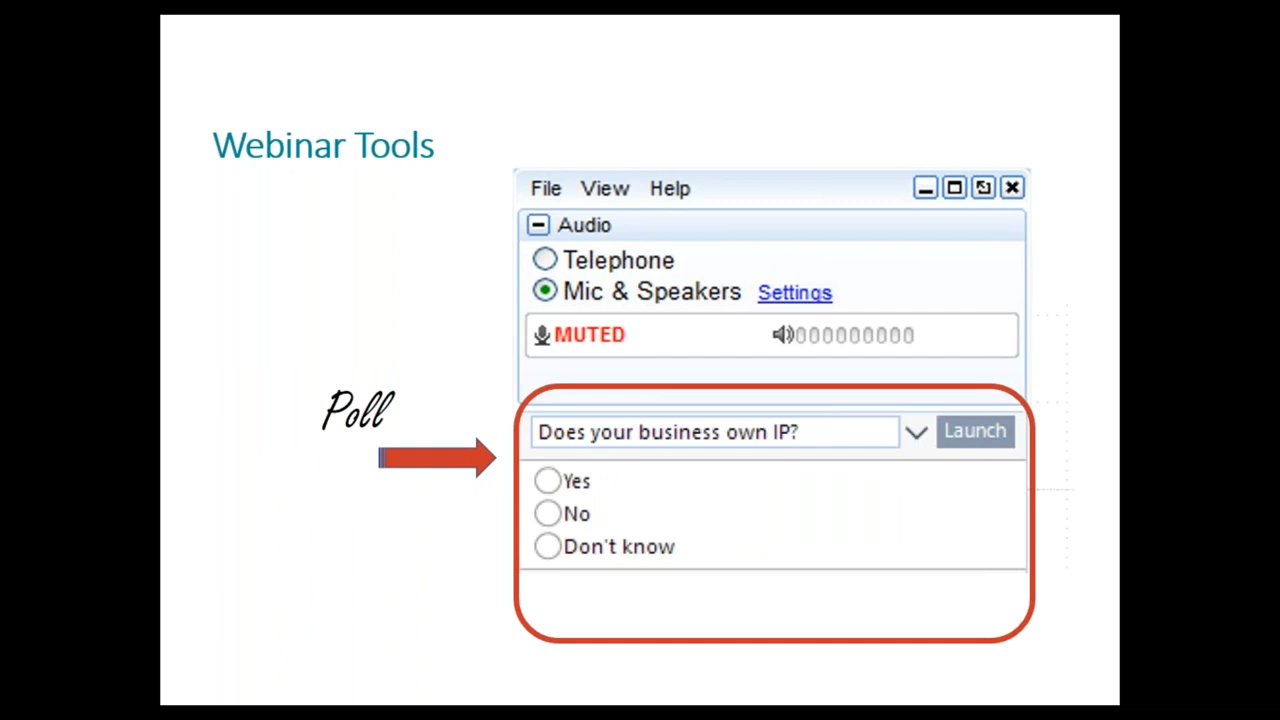 Webinar Tools
File View Help
Audio
Telephone
Mic & Speakers Settings
MUTED
Poll
Does your business own IP? Launch
Yes
No
Don't know